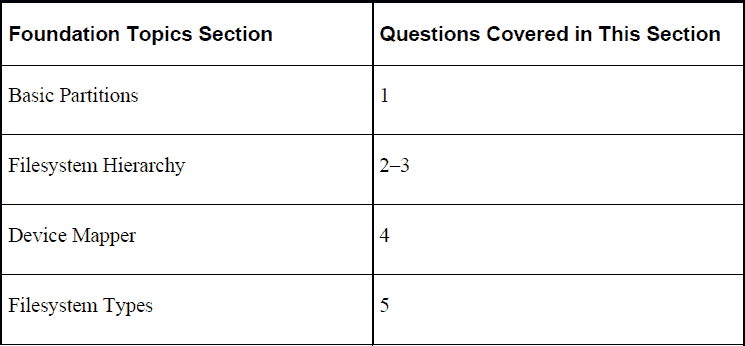 Foundation Topics Section Questions Covered in This Section
Basic Partitions 1
Filesystem Hierarchy 2–3
Device Mapper 4
Filesystem Types 5